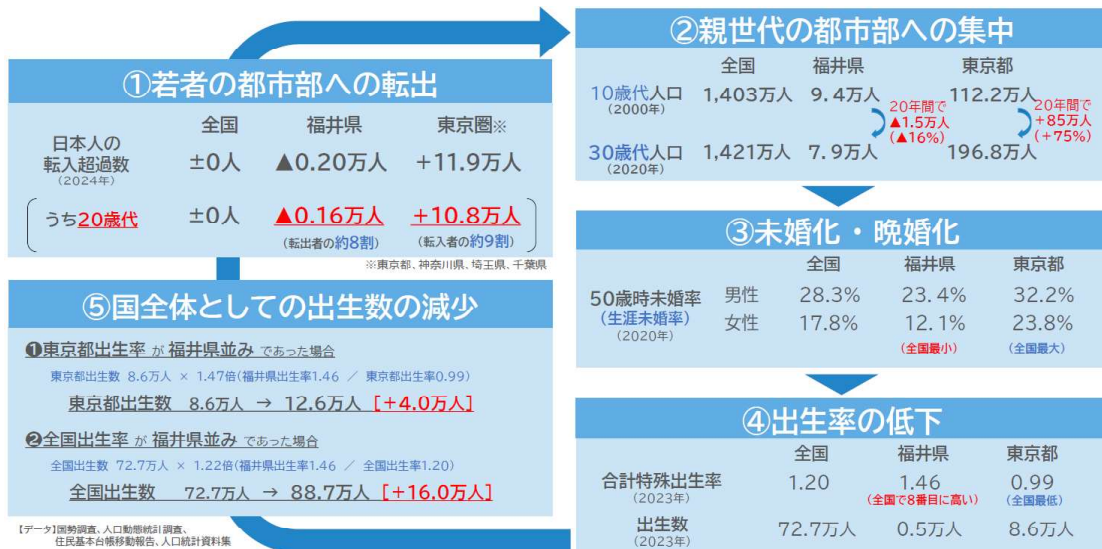 ①若者の都市部への転出
全国 福井県 東京圏※
日本人の
転入超過数
(2024年)
±0人 ▲0.20万人 +11.9万人
うち20歳代 ±0人 ▲0.16万人 +10.8万人
(転出者の約8割) (転入者の約9割)
※東京都、神奈川県、埼玉県、千葉県
②親世代の都市部への集中
全国 福井県 東京都
10歳代人口 1,403万人 9.4万人 112.2万人
(2000年)
20年間で
▲1.5万人
(▲16%)
20年間で
+85万人
(+75%)
30歳代人口 1,421万人 7.9万人 196.8万人
(2020年)
③未婚化・晩婚化
全国 福井県 東京都
50歳時未婚率
(生涯未婚率)
(2020年)
男性 28.3% 23.4% 32.2%
女性 17.8% 12.1% 23.8%
(全国最小) (全国最大)
④出生率の低下
全国 福井県 東京都
合計特殊出生率 1.20 1.46 0.99
(2023年) (全国で8番目に高い) (全国最低)
出生数 72.7万人 0.5万人 8.6万人
(2023年)
⑤国全体としての出生数の減少
❶東京都出生率 が 福井県並み であった場合
東京都出生数 8.6万人 × 1.47倍(福井県出生率1.46 / 東京都出生率0.99)
東京都出生数 8.6万人 → 12.6万人 [+4.0万人]
❷全国出生率 が 福井県並み であった場合
全国出生数 72.7万人 × 1.22倍(福井県出生率1.46 / 全国出生率1.20)
全国出生数 72.7万人 → 88.7万人 [+16.0万人]
【データ】国勢調査、人口動態統計調査、
住民基本台帳移動報告、人口統計資料集